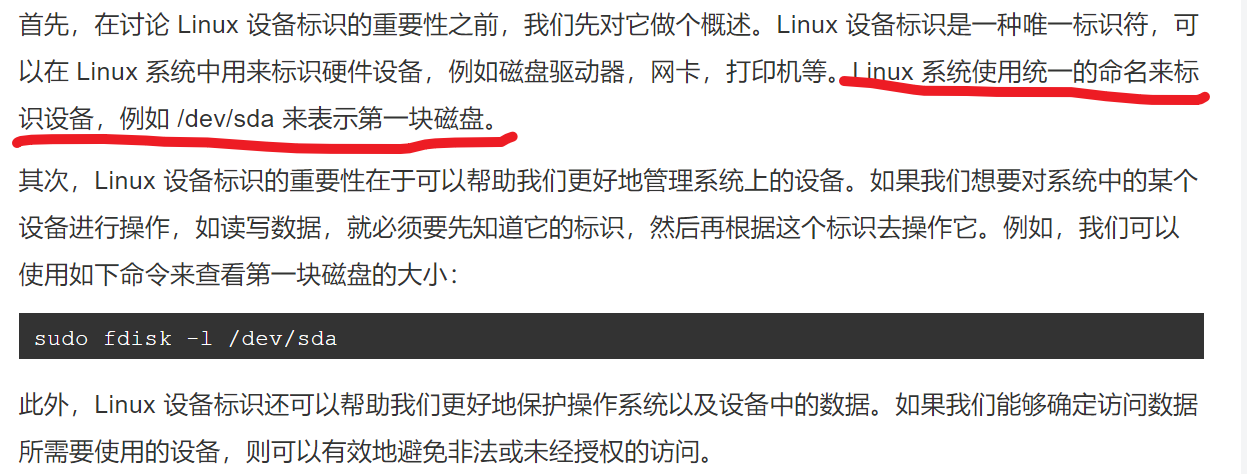 首先，在讨论 Linux 设备标识的重要性之前，我们先对它做个概述。Linux 设备标识是一种唯一标识符，可
以在 Linux 系统中用来标识硬件设备，例如磁盘驱动器，网卡，打印机等。Linux 系统使用统一的命名来标
识设备，例如 /dev/sda 来表示第一块磁盘。
其次，Linux 设备标识的重要性在于可以帮助我们更好地管理系统上的设备。如果我们想要对系统中的某个
设备进行操作，如读写数据，就必须要先知道它的标识，然后再根据这个标识去操作它。例如，我们可以
使用如下命令来查看第一块磁盘的大小：
sudo fdisk -l /dev/sda
此外，Linux 设备标识还可以帮助我们更好地保护操作系统以及设备中的数据。如果我们能够确定访问数据
所需要使用的设备，则可以有效地避免非法或未经授权的访问。